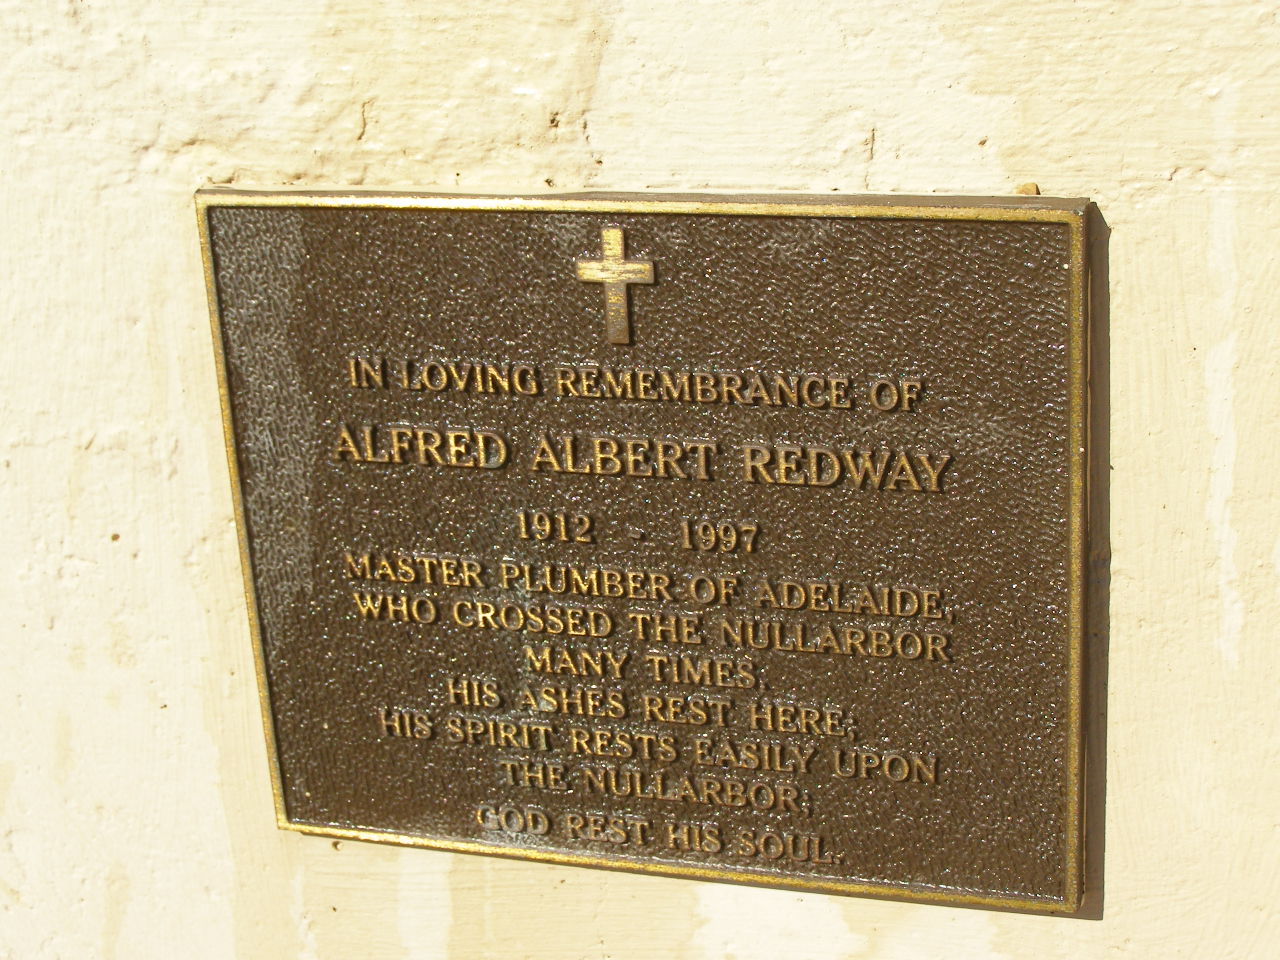 IN LOVING REMEMBRANCE OF
ALFRED ALBERT REDWAY
1912 - 1997
MASTER PLUMBER OF ADELAIDE,
WHO CROSSED THE NULLARBOR
MANY TIMES.
HIS ASHES REST HERE;
HIS SPIRIT RESTS EASILY UPON
THE NULLARBOR;
GOD REST HIS SOUL.